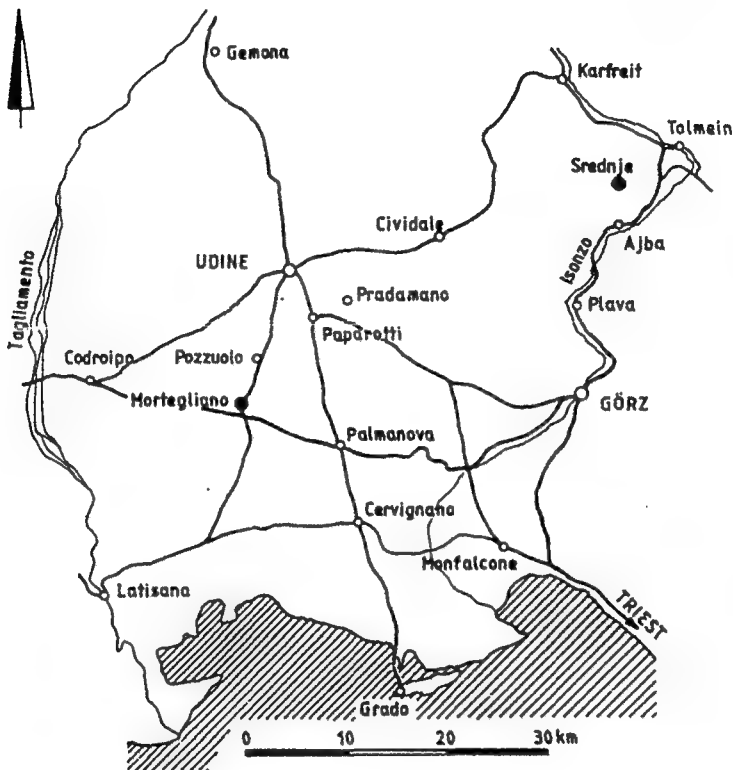 Gemona
Karfreit
Tolmein
Srednje
Cividale
Ajba
UDINE
Isonzo
Tagliamento
Pradamano
Plava
Paparotti
Codroipo
Pozzuolo
Mortegliano
GÖRZ
Palmanova
Cervignano
Monfalcone
Latisana
TRIEST
Grado
0 10 20 30 km